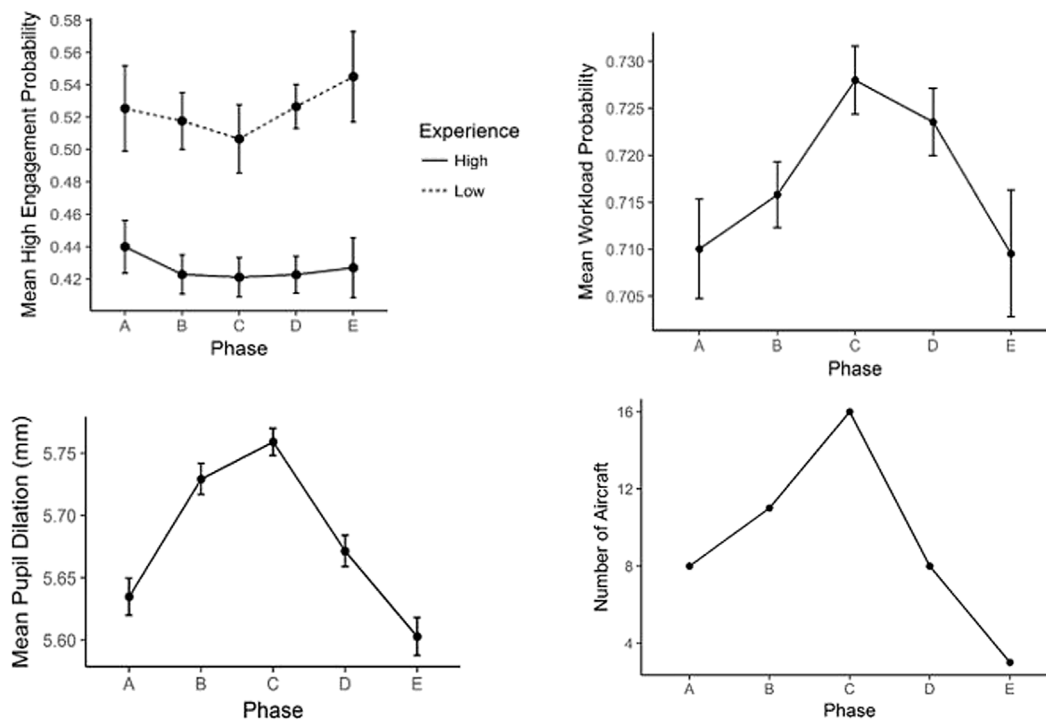 Mean High Engagement Probability
0.58
0.56
0.54
0.52
0.50
0.48
0.46
0.44
0.42
A B C D E
Phase
Experience
High
Low
Mean Workload Probability
0.730
0.725
0.720
0.715
0.710
0.705
A B C D E
Phase
Mean Pupil Dilation (mm)
5.75
5.70
5.65
5.60
A B C D E
Phase
Number of Aircraft
16
12
8
4
A B C D E
Phase